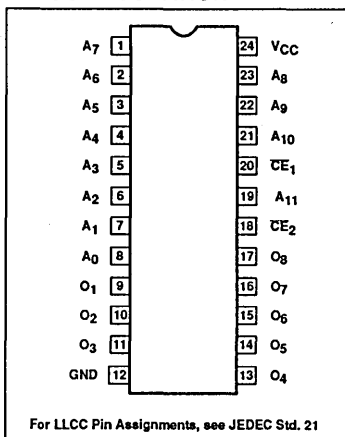 A7 1 24 VCC
A6 2 23 A8
A5 3 22 A9
A4 4 21 A10
A3 5 20 C̅E̅1
A2 6 19 A11
A1 7 18 C̅E̅2
A0 8 17 O8
O1 9 16 O7
O2 10 15 O6
O3 11 14 O5
GND 12 13 O4
For LLCC Pin Assignments, see JEDEC Std. 21